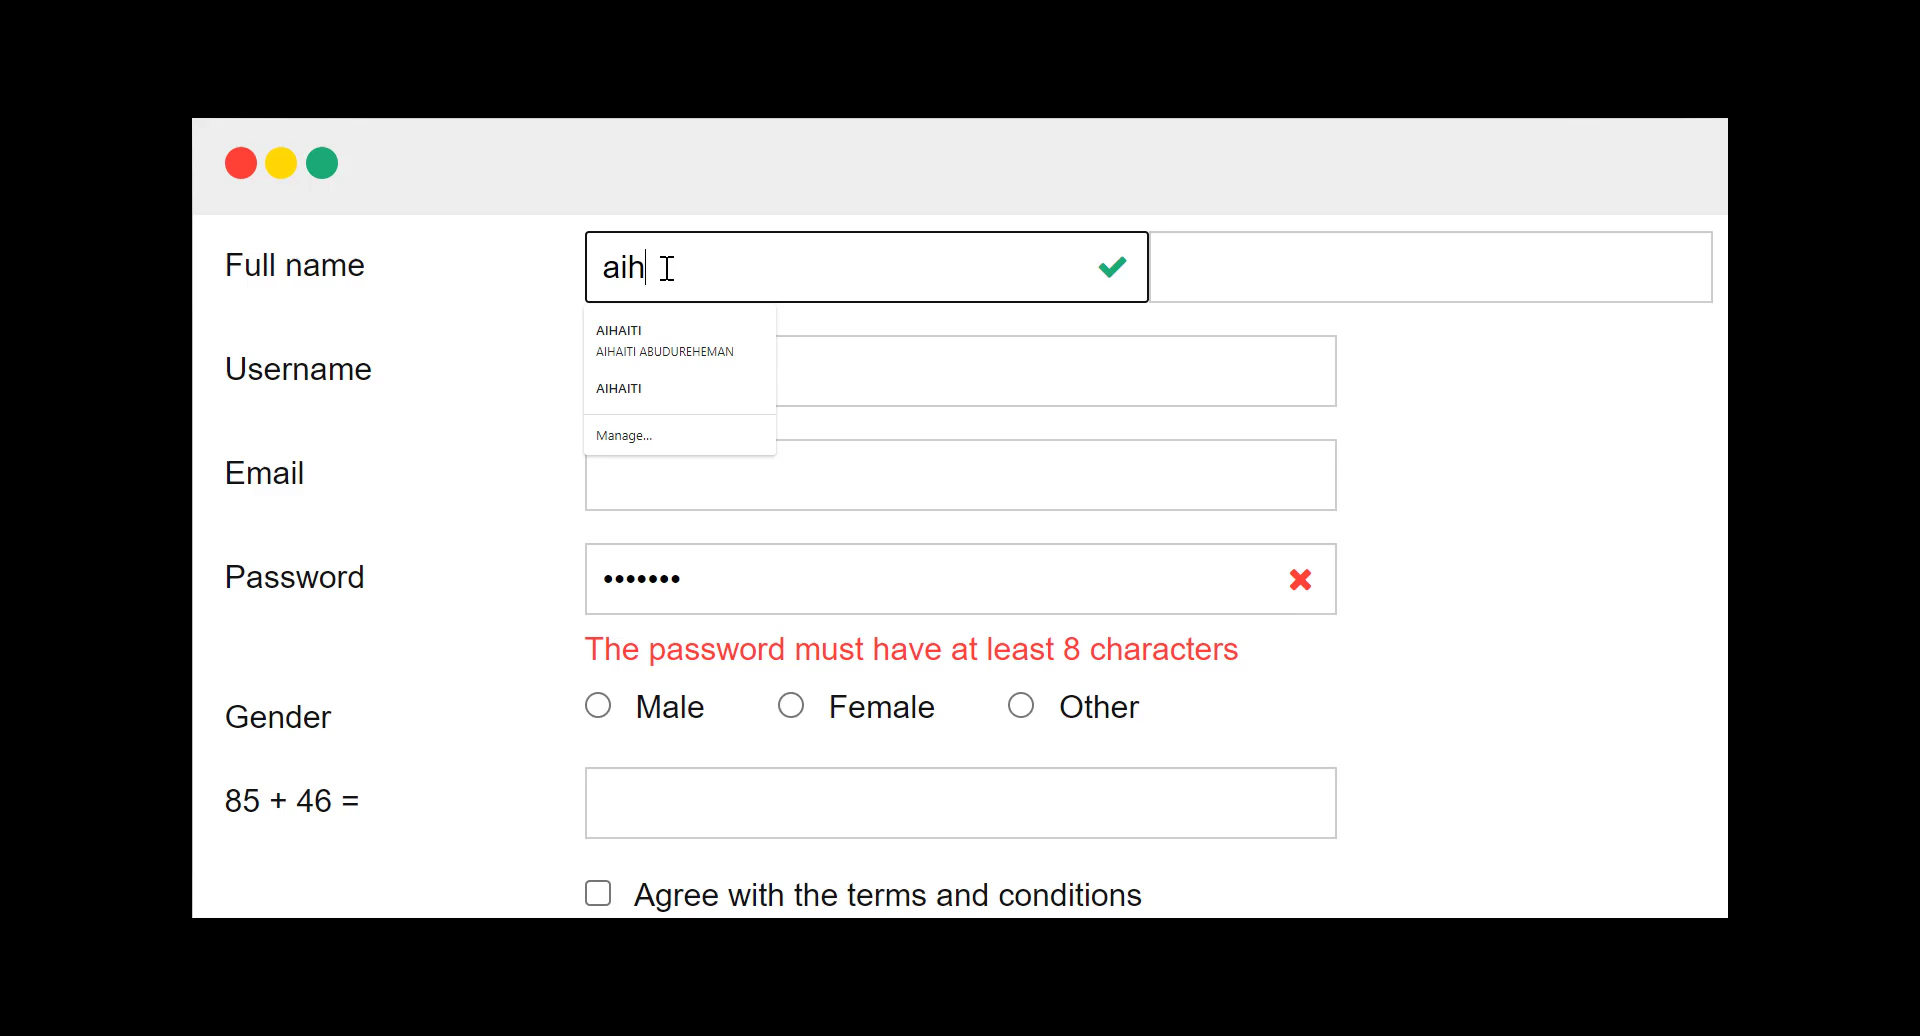 Full name
aih
AIHAITI
AIHAITI ABUDUREHEMAN
AIHAITI
Manage...
Username
Email
Password
•••••••
The password must have at least 8 characters
Gender
Male Female Other
85 + 46 =
Agree with the terms and conditions